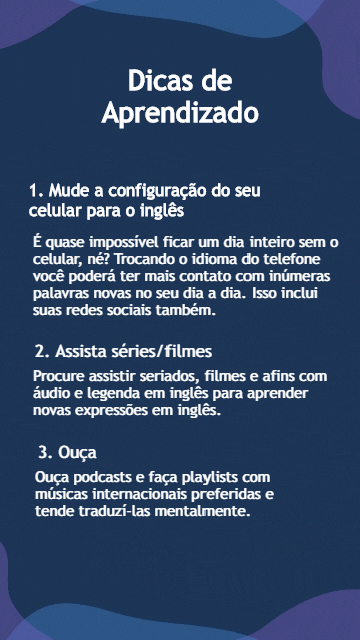 Dicas de
Aprendizado
1. Mude a configuração do seu
celular para o inglês
É quase impossível ficar um dia inteiro sem o
celular, né? Trocando o idioma do telefone
você poderá ter mais contato com inúmeras
palavras novas no seu dia a dia. Isso inclui
suas redes sociais também.
2. Assista séries/filmes
Procure assistir seriados, filmes e afins com
áudio e legenda em inglês para aprender
novas expressões em inglês.
3. Ouça
Ouça podcasts e faça playlists com
músicas internacionais preferidas e
tende traduzí-las mentalmente.